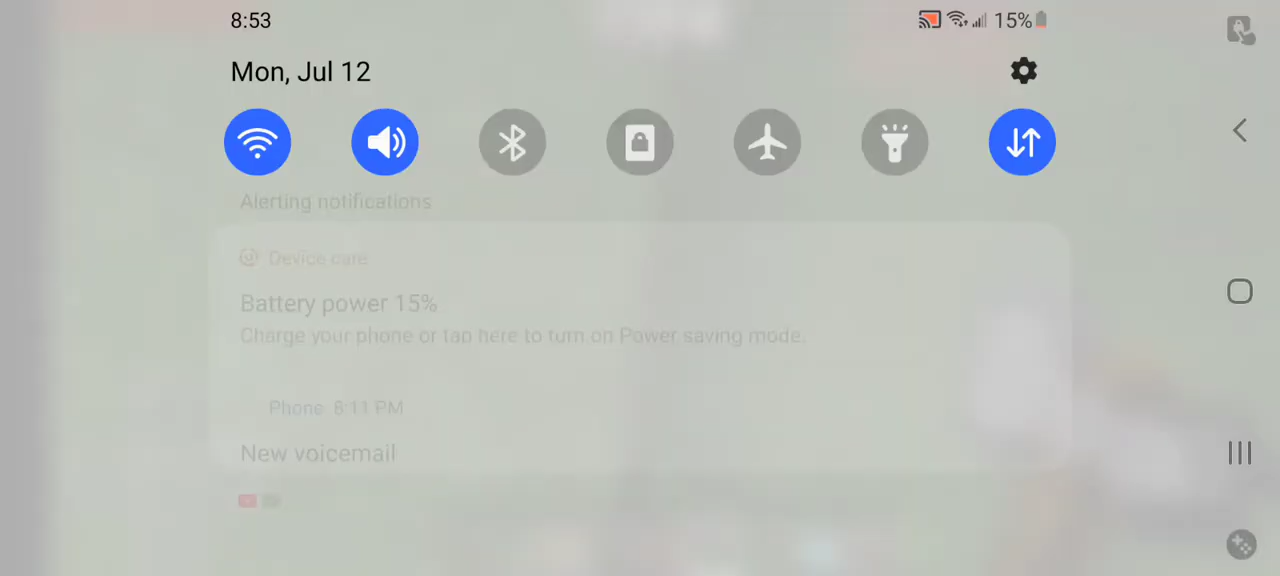 8:53
15%
Mon, Jul 12
Alerting notifications
Device care
Battery power 15%
Charge your phone or tap here to turn on Power saving mode.
Phone 8:11 PM
New voicemail